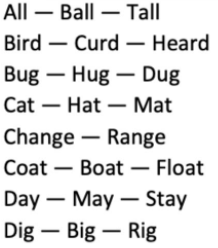 All — Ball — Tall
Bird — Curd — Heard
Bug — Hug — Dug
Cat — Hat — Mat
Change — Range
Coat — Boat — Float
Day — May — Stay
Dig — Big — Rig